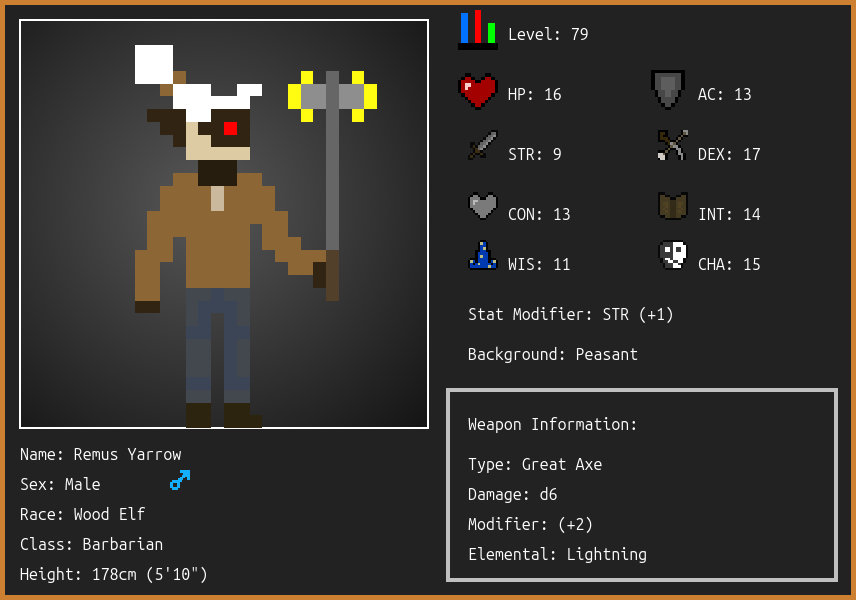 Level: 79
HP: 16
AC: 13
STR: 9
DEX: 17
CON: 13
INT: 14
WIS: 11
CHA: 15
Stat Modifier: STR (+1)
Background: Peasant
Weapon Information:
Type: Great Axe
Damage: d6
Modifier: (+2)
Elemental: Lightning
Name: Remus Yarrow
Sex: Male
Race: Wood Elf
Class: Barbarian
Height: 178cm (5'10")